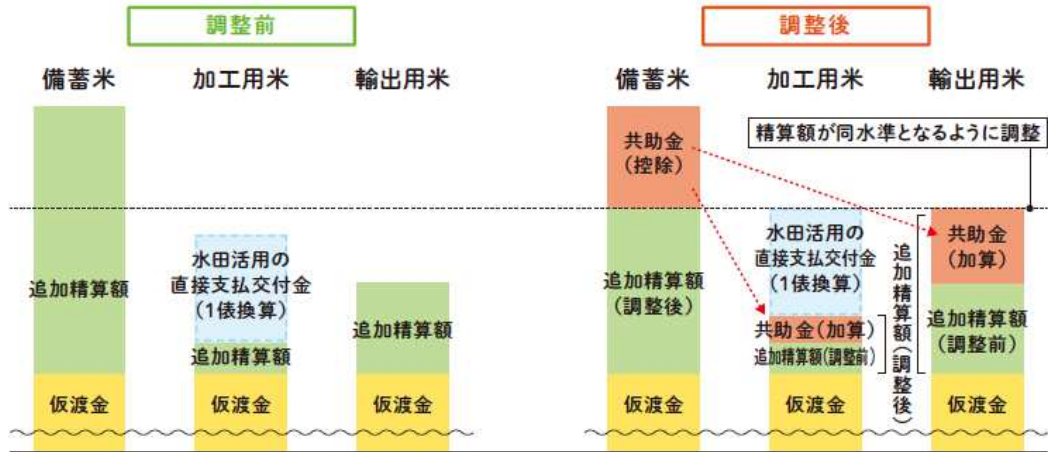 調整前
備蓄米
加工用米
輸出用米
追加精算額
水田活用の
直接支払交付金
(1俵換算)
追加精算額
追加精算額
仮渡金
仮渡金
仮渡金
調整後
備蓄米
加工用米
輸出用米
精算額が同水準となるように調整
共助金
(控除)
追加精算額
(調整後)
水田活用の
直接支払交付金
(1俵換算)
共助金(加算)
追加精算額(調整前)
追加精算額(調整後)
共助金
(加算)
追加精算額
(調整前)
仮渡金
仮渡金
仮渡金